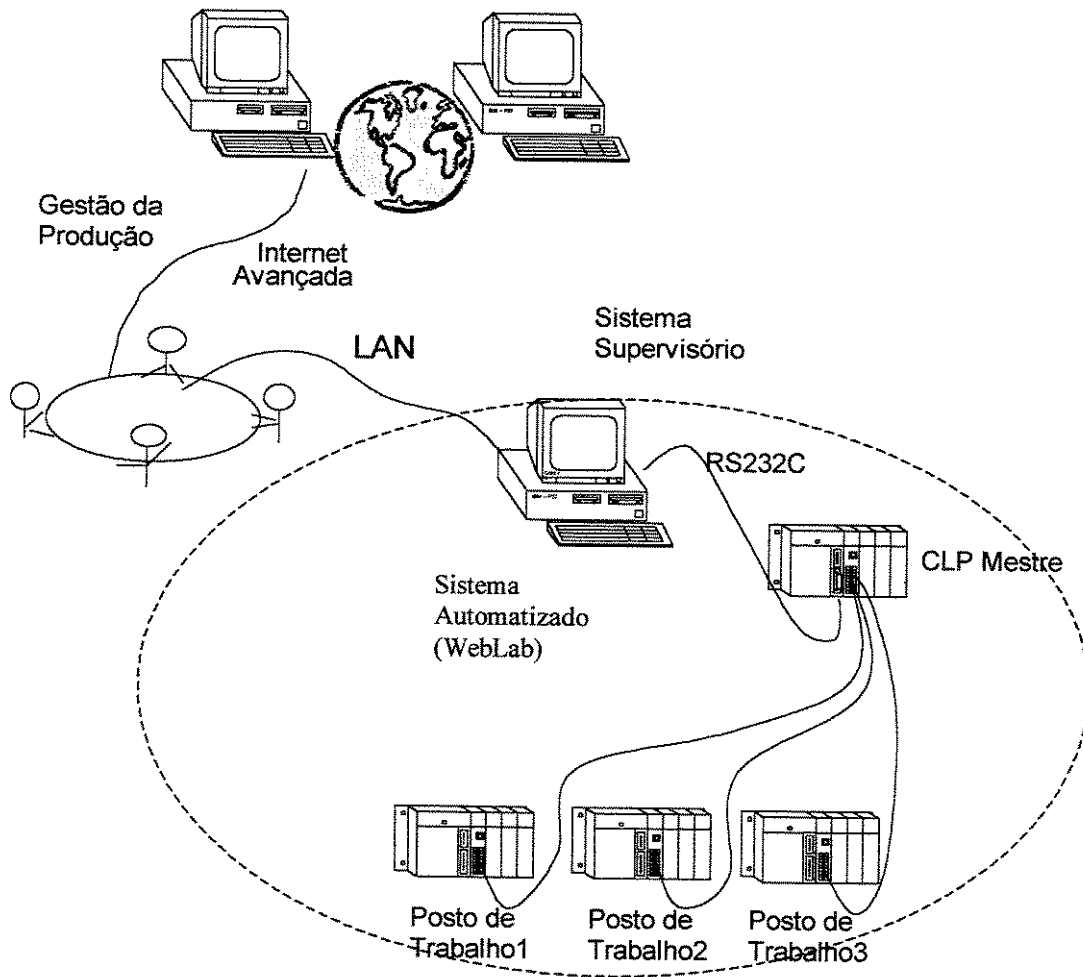 Gestão da
Produção
Internet
Avançada
LAN
Sistema
Supervisório
RS232C
CLP Mestre
Sistema
Automatizado
(WebLab)
Posto de
Trabalho1
Posto de
Trabalho2
Posto de
Trabalho3